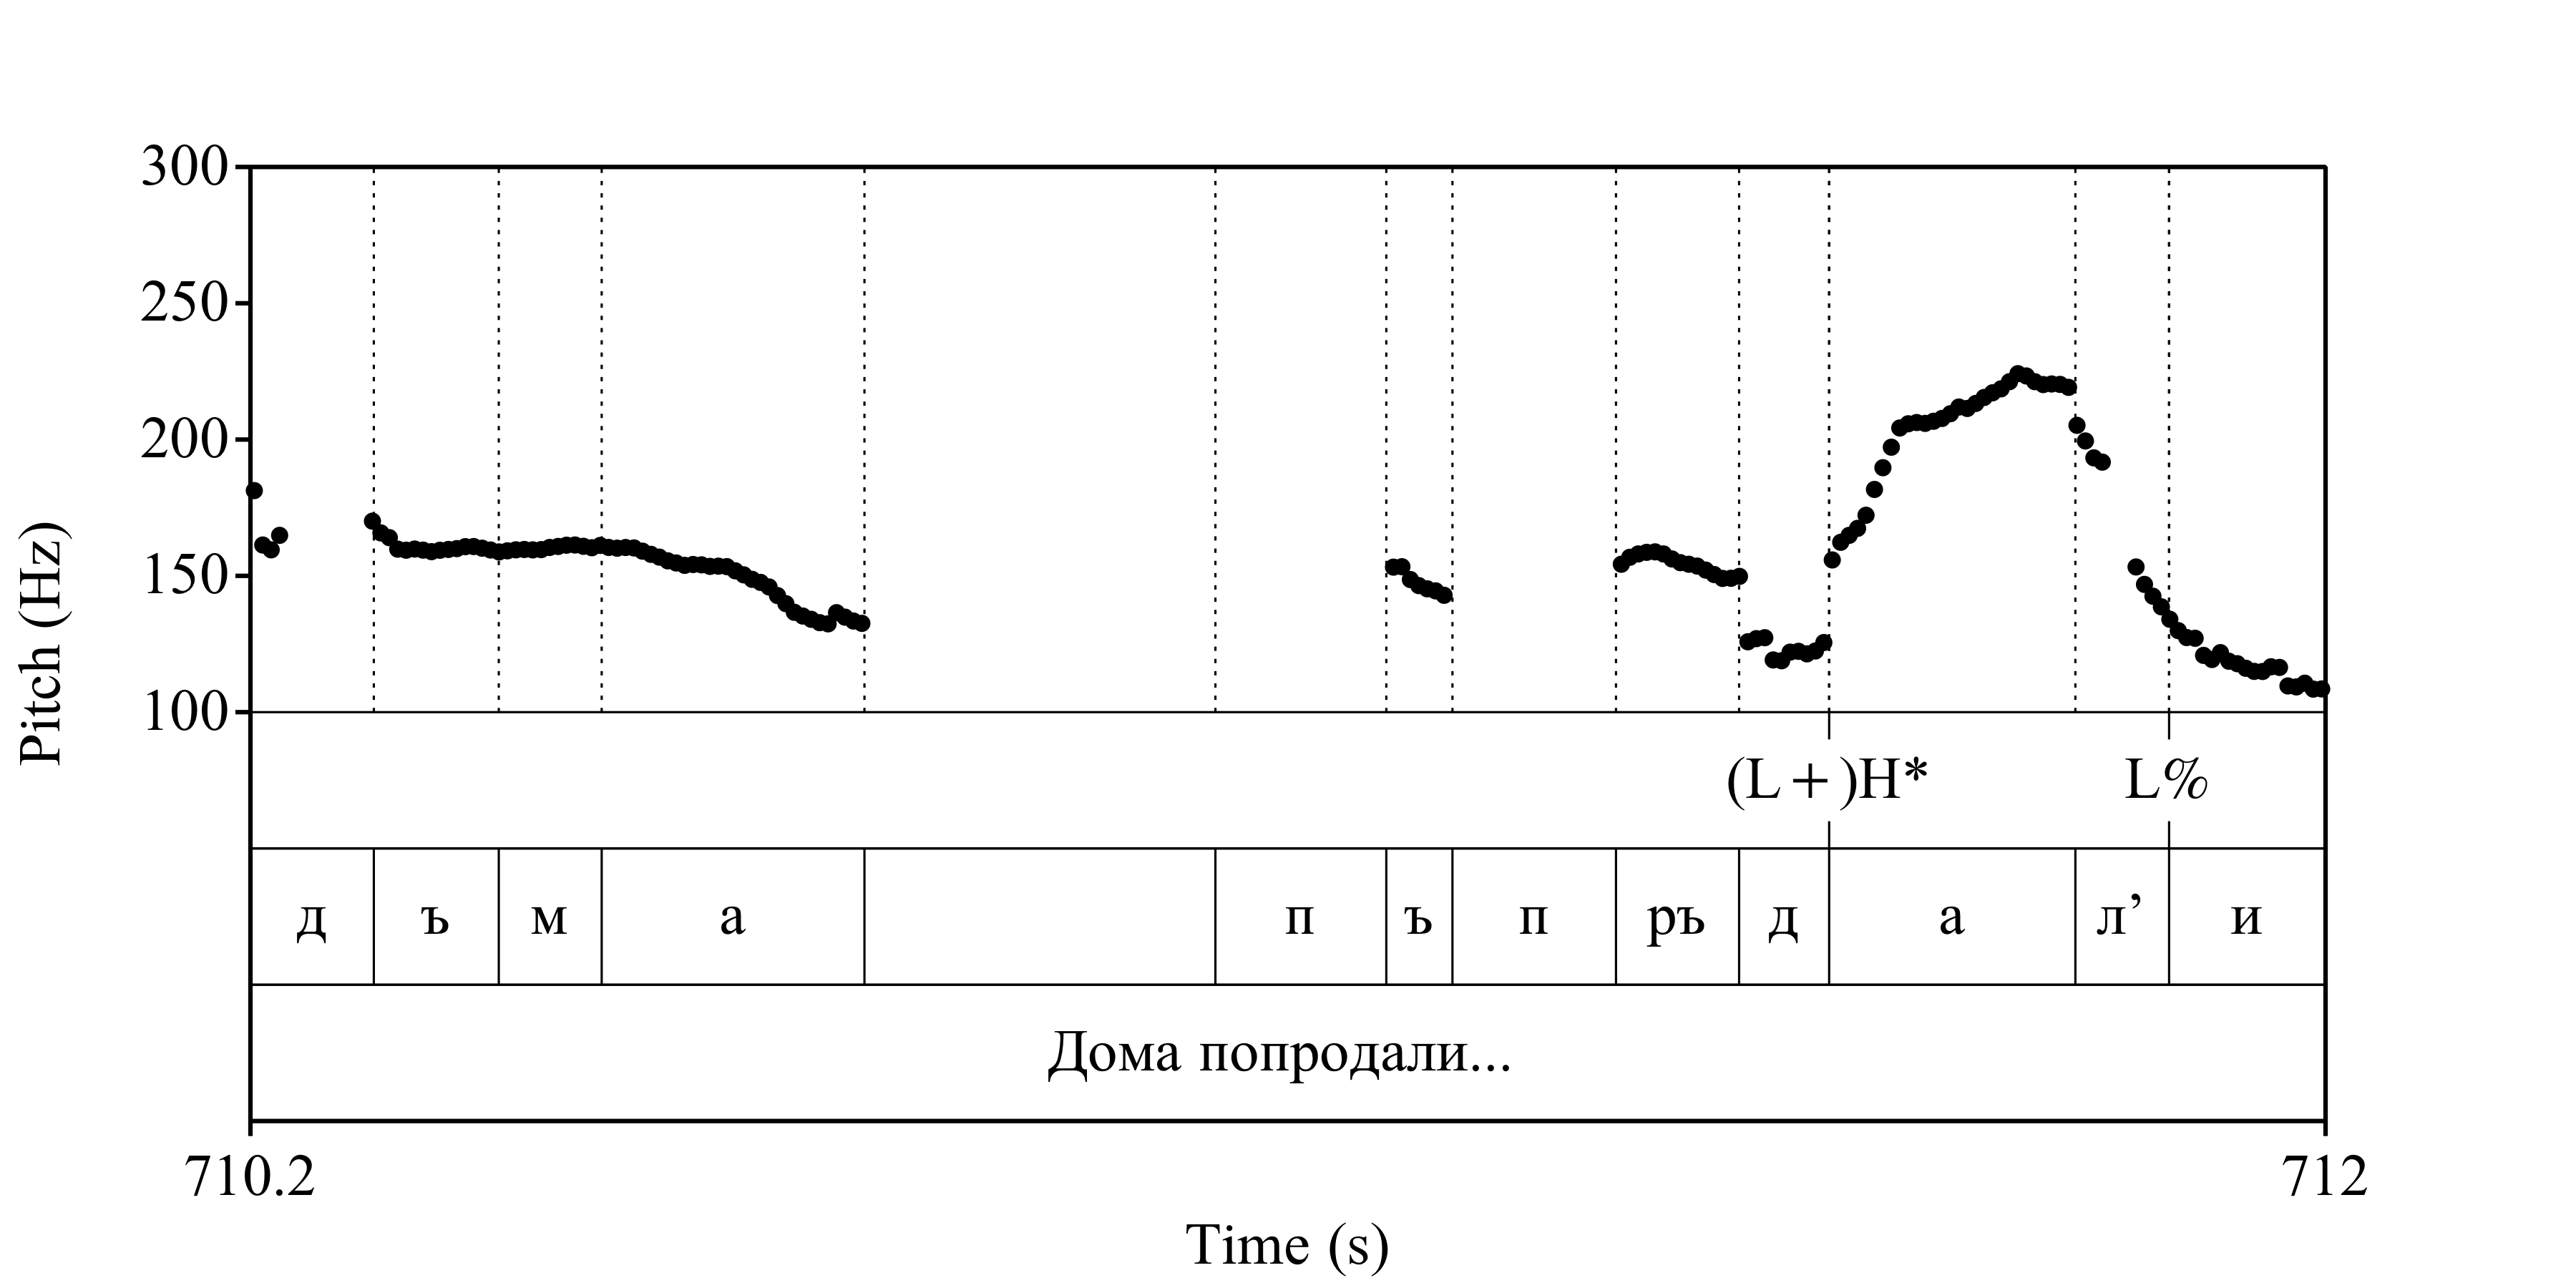 300
250
200
150
100
Pitch (Hz)
(L + )H* L%
д ъ м а п ъ п ръ д а л’ и
Дома попродали...
710.2 712
Time (s)